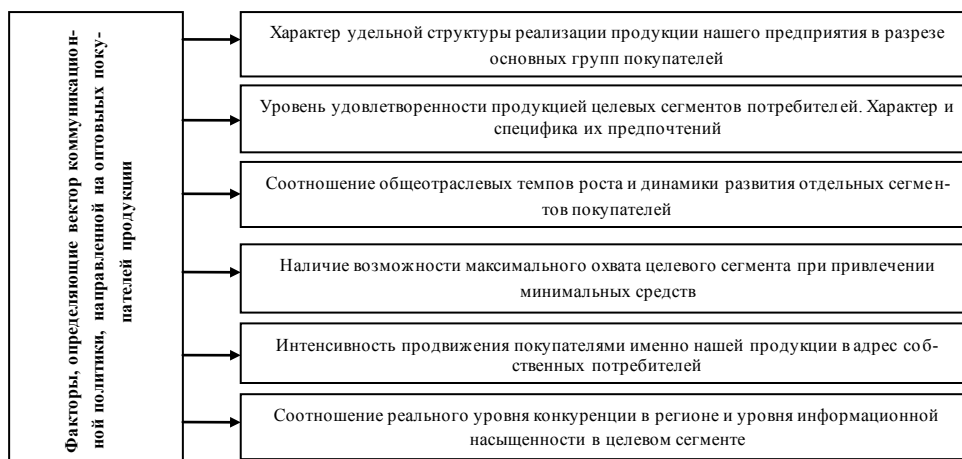 Факторы, определяющие вектор коммуникацион-
ной политики, направленной на оптовыых поку-
пателей продукции
Характер удельной структуры реализации продукции нашего предприятия в разрезе
основных групп покупателей
Уровень удовлетворенности продукцией целевых сегментов потребителей. Характер и
специфика их предпочтений
Соотношение общеотраслевых темпов роста и динамики развития отдельных сегмен-
тов покупателей
Наличие возможности максимального охвата целевого сегмента при привлечении
минимальных средств
Интенсивность продвижения покупателями именно нашей продукции в адрес соб-
ственных потребителей
Соотношение реального уровня конкуренции в регионе и уровня информационной
насыщенности в целевом сегменте